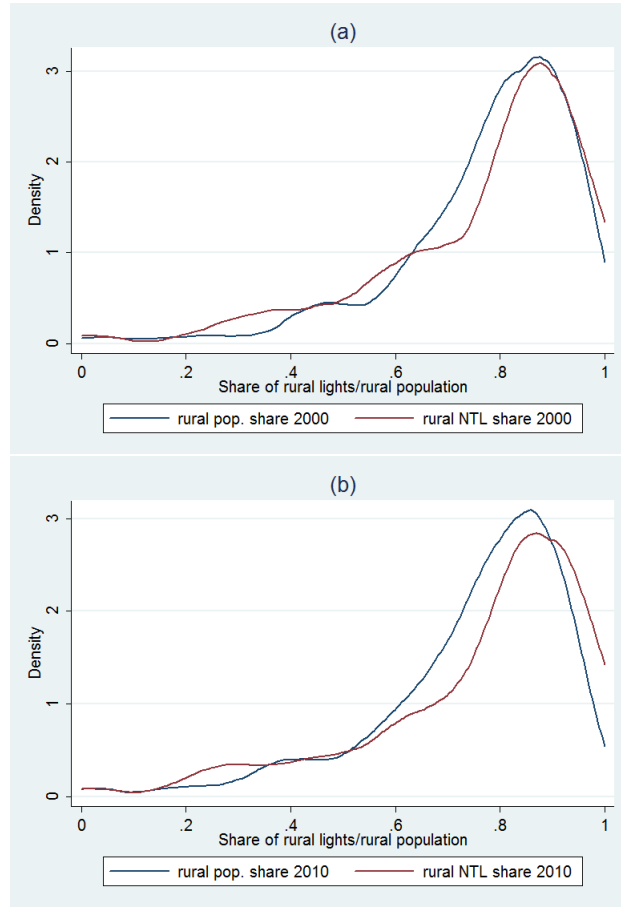 (a)
Density
3
2
1
0
0 .2 .4 .6 .8 1
Share of rural lights/rural population
rural pop. share 2000 rural NTL share 2000
(b)
Density
3
2
1
0
0 .2 .4 .6 .8 1
Share of rural lights/rural population
rural pop. share 2010 rural NTL share 2010